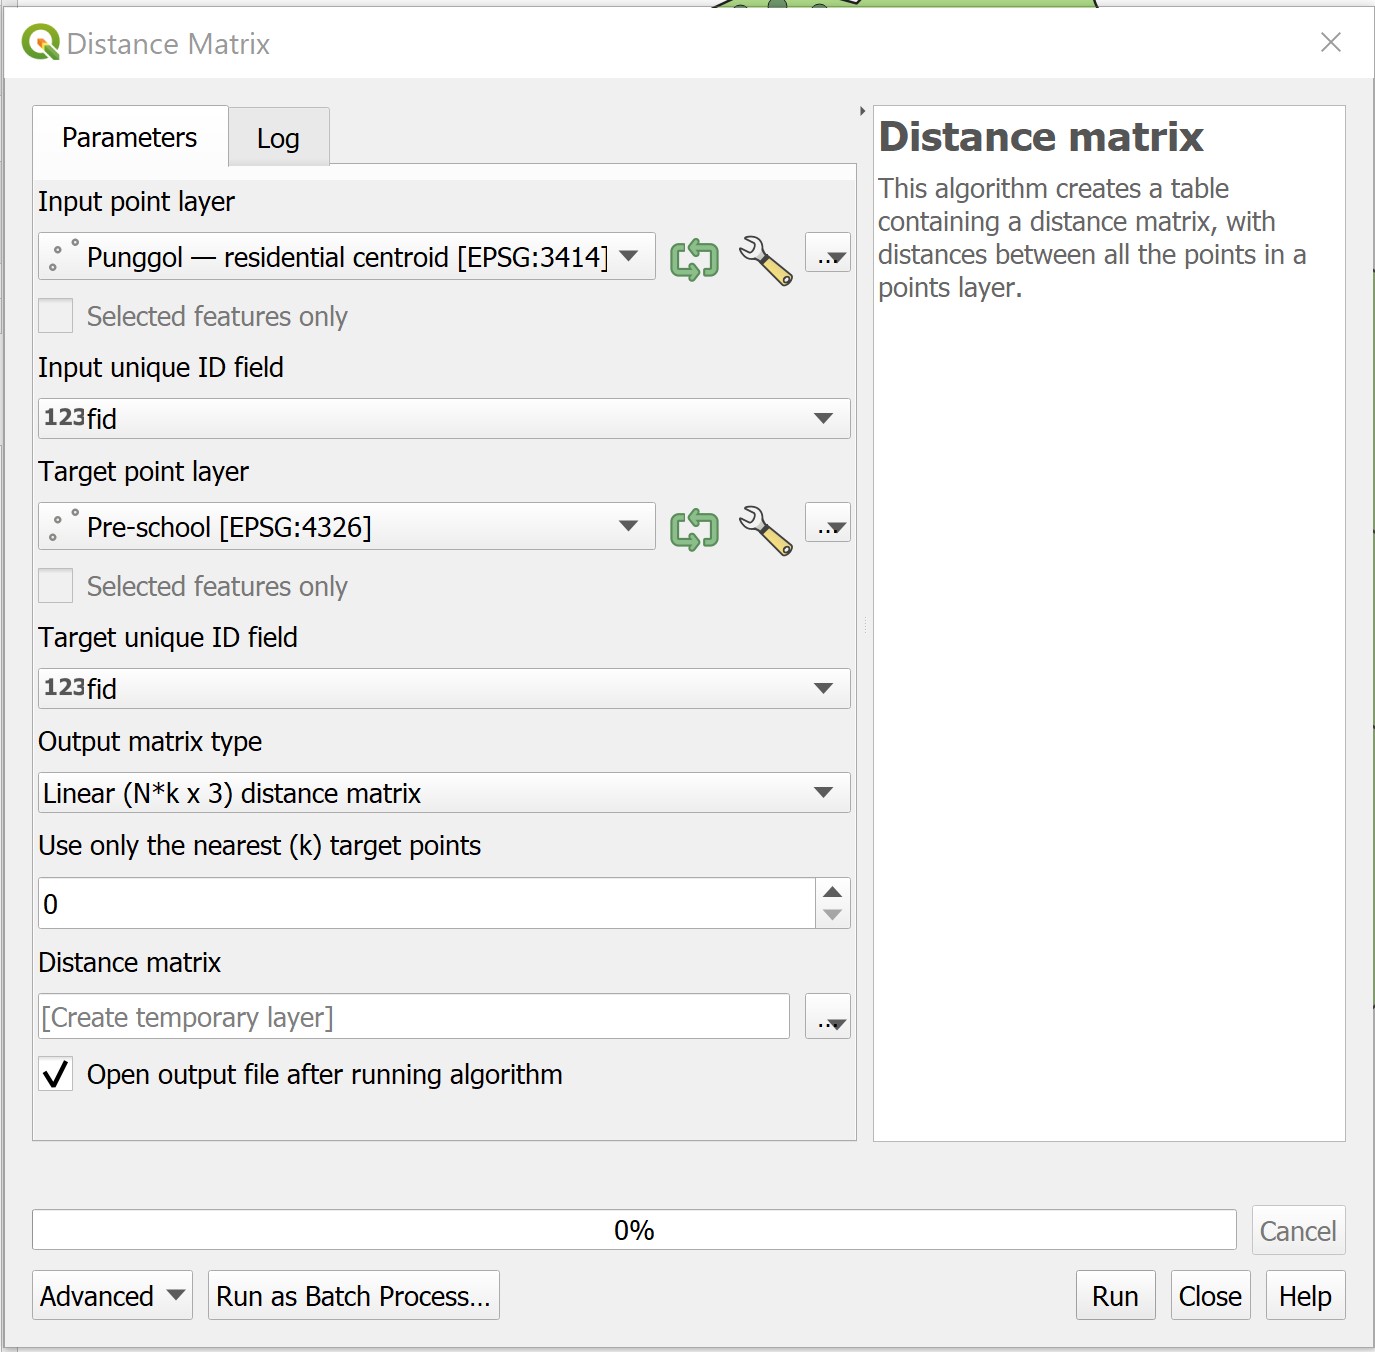 Distance Matrix
Parameters
Log
Input point layer
Punggol — residential centroid [EPSG:3414]
...
Selected features only
Input unique ID field
123 fid
Target point layer
Pre-school [EPSG:4326]
...
Selected features only
Target unique ID field
123 fid
Output matrix type
Linear (N*k x 3) distance matrix
Use only the nearest (k) target points
0
Distance matrix
[Create temporary layer]
...
Open output file after running algorithm
Distance matrix
This algorithm creates a table
containing a distance matrix, with
distances between all the points in a
points layer.
0%
Cancel
Advanced
Run as Batch Process...
Run
Close
Help